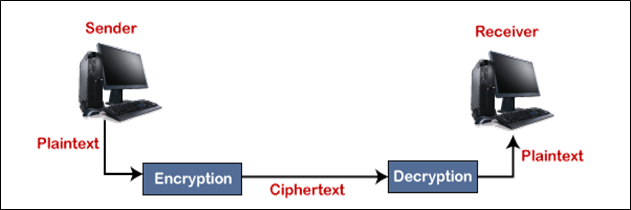 Sender
Receiver
Plaintext
Plaintext
Encryption
Ciphertext
Decryption